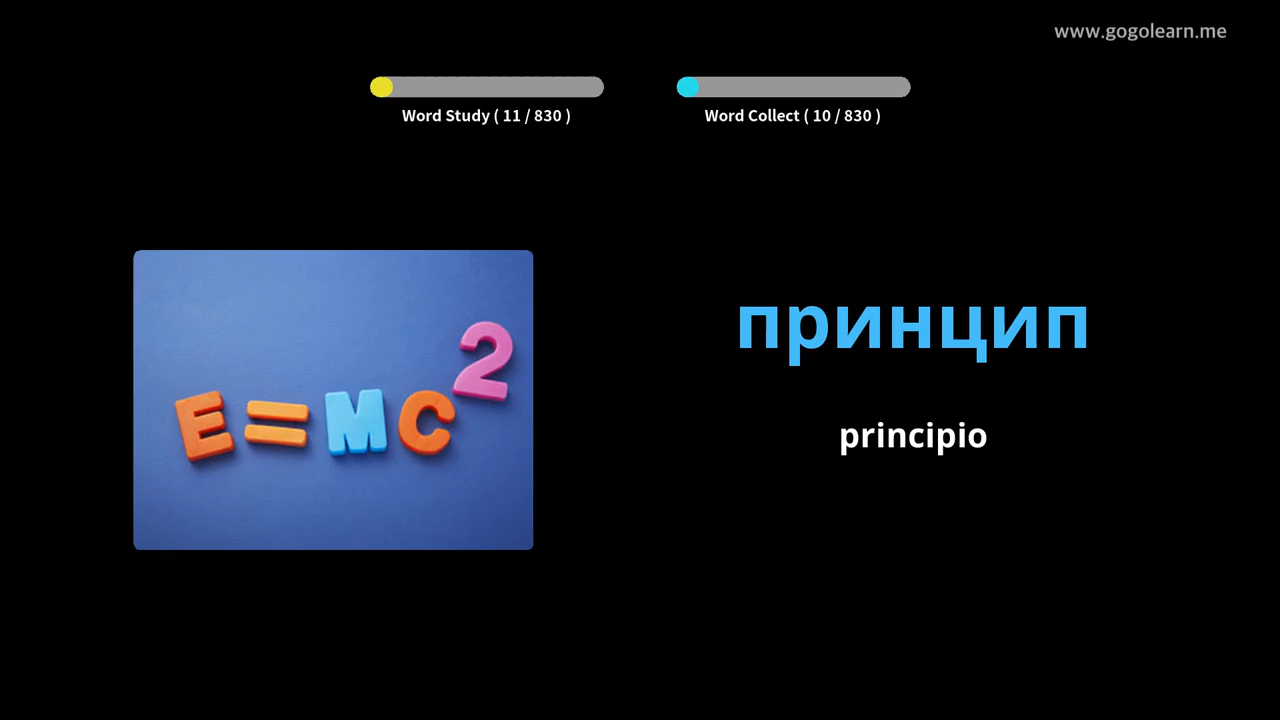 www.gogolearn.me
Word Study ( 11 / 830 )
Word Collect ( 10 / 830 )
E=MC²
принцип
principio